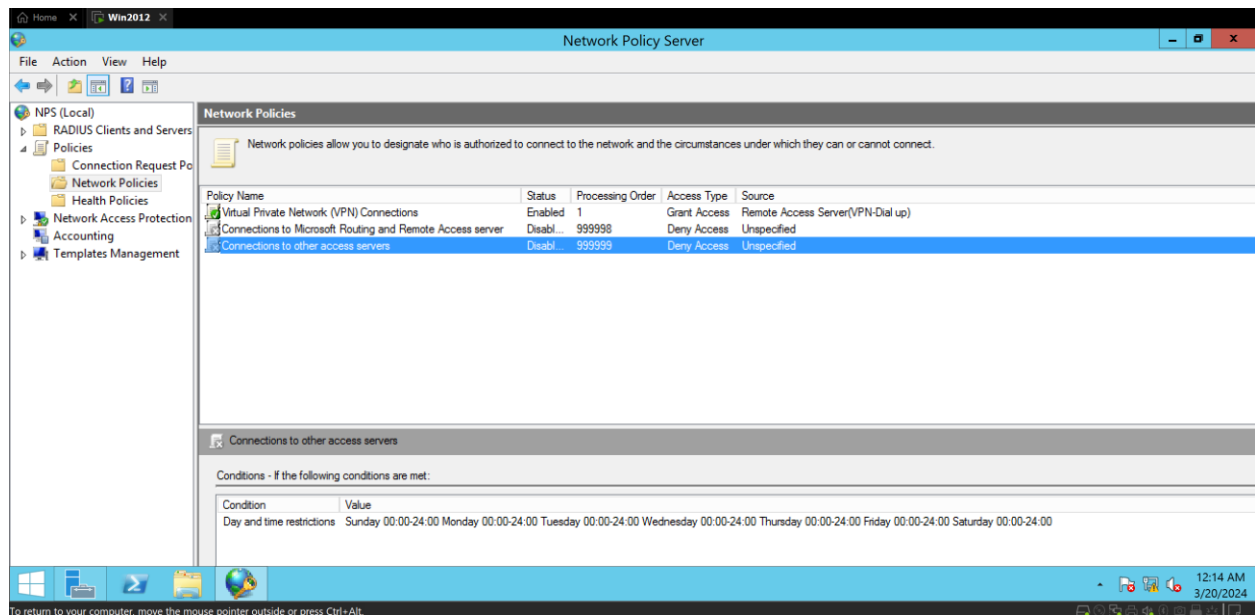 Home X Win2012 X
Network Policy Server
File Action View Help
NPS (Local)
RADIUS Clients and Servers
Policies
Connection Request Po
Network Policies
Health Policies
Network Access Protection
Accounting
Templates Management
Network Policies
Network policies allow you to designate who is authorized to connect to the network and the circumstances under which they can or cannot connect.
Policy Name Status Processing Order Access Type Source
Virtual Private Network (VPN) Connections Enabled 1 Grant Access Remote Access Server(VPN-Dial up)
Connections to Microsoft Routing and Remote Access server Disabl... 999998 Deny Access Unspecified
Connections to other access servers Disabl... 999999 Deny Access Unspecified
Connections to other access servers
Conditions - If the following conditions are met:
Condition Value
Day and time restrictions Sunday 00:00-24:00 Monday 00:00-24:00 Tuesday 00:00-24:00 Wednesday 00:00-24:00 Thursday 00:00-24:00 Friday 00:00-24:00 Saturday 00:00-24:00
12:14 AM
3/20/2024
To return to your computer, move the mouse pointer outside or press Ctrl+Alt.